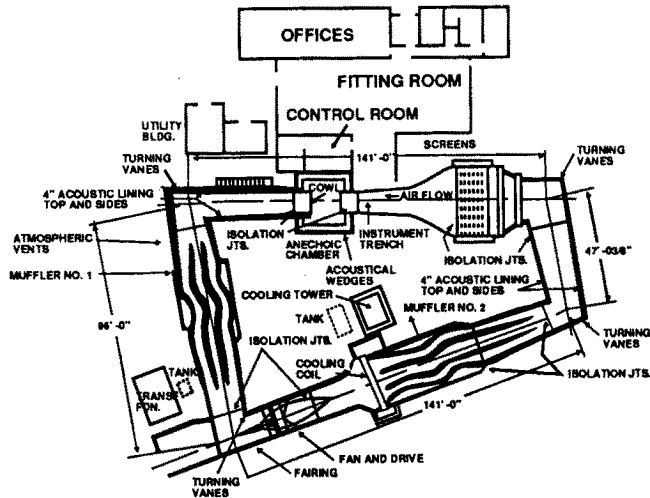 OFFICES
FITTING ROOM
CONTROL ROOM
UTILITY
BLDG.
141'-0"
SCREENS
TURNING
VANES
TURNING
VANES
4" ACOUSTIC LINING
TOP AND SIDES
COWL
AIR FLOW
ISOLATION
JTS.
ANECHOIC
CHAMBER
INSTRUMENT
TRENCH
ISOLATION JTS.
47'-03/8"
ATMOSPHERIC
VENTS
ACOUSTICAL
WEDGES
4" ACOUSTIC LINING
TOP AND SIDES
MUFFLER NO. 1
COOLING TOWER
MUFFLER NO. 2
TANK
96'-0"
ISOLATION JTS.
TURNING
VANES
COOLING
COIL
ISOLATION JTS.
TANK
TRANSF
FDN.
141'-0"
FAN AND DRIVE
FAIRING
TURNING
VANES